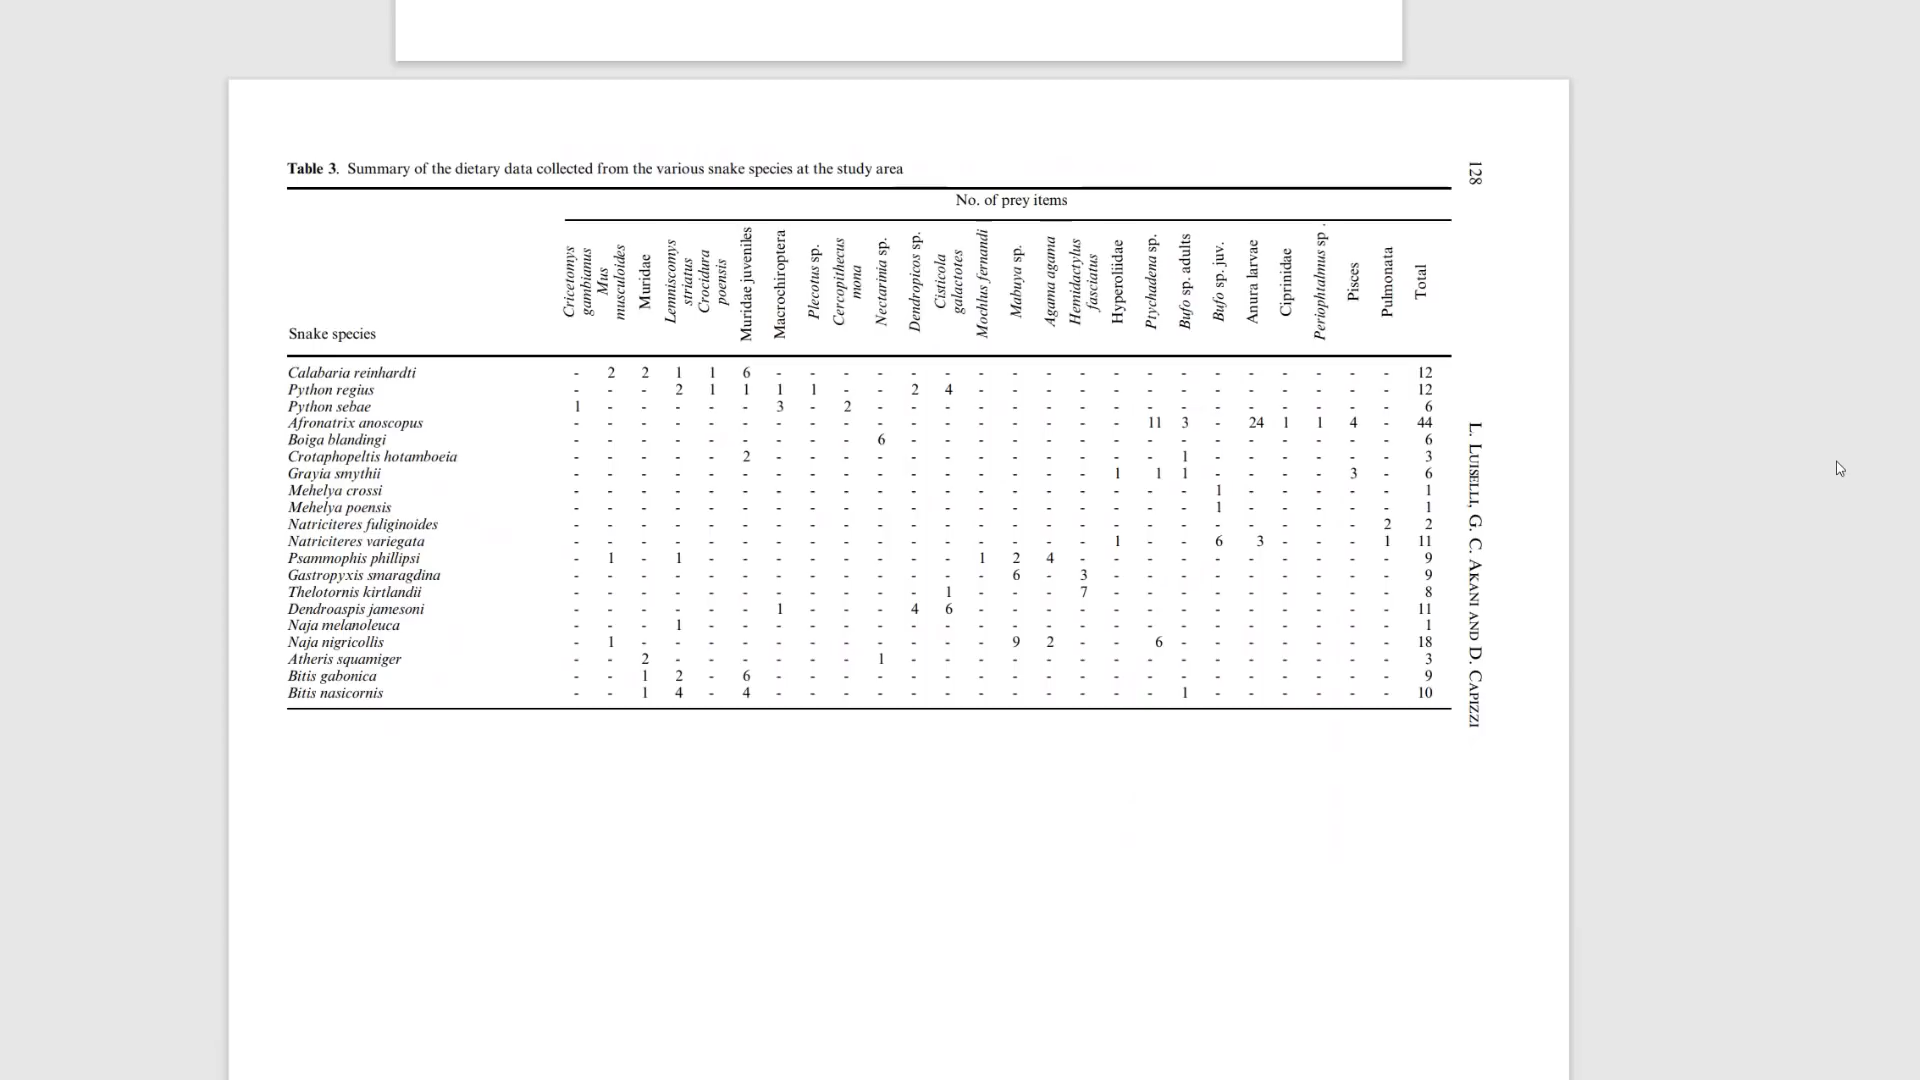 Table 3. Summary of the dietary data collected from the various snake species at the study area
128
No. of prey items
Snake species
Cricetomys gambianus
Mus musculoides
Muridae
Lemniscomys striatus
Crocidura poensis
Muridae juveniles
Macrochiroptera
Plecotus sp.
Cercopithecus mona
Nectarinia sp.
Dendropicos sp.
Cisticola galactotes
Mochlus fernandi
Mabuya sp.
Agama agama
Hemidactylus fasciatus
Hyperoliidae
Ptychadena sp.
Bufo sp. adults
Bufo sp. juv.
Anura larvae
Ciprinidae
Periophtalmus sp.
Pisces
Pulmonata
Total
Calabaria reinhardti - 2 2 1 1 6 - - - - - - - - - - - - - - - - - - - 12
Python regius - - - 2 1 1 1 1 - - 2 4 - - - - - - - - - - - - - 12
Python sebae 1 - - - - - 3 - 2 - - - - - - - - - - - - - - - - 6
Afronatrix anoscopus - - - - - - - - - - - - - - - - - 11 3 - 24 1 1 4 - 44
Boiga blandingi - - - - - - - - - 6 - - - - - - - - - - - - - - - 6
Crotaphopeltis hotamboeia - - - - - 2 - - - - - - - - - - - - 1 - - - - - - 3
Grayia smythii - - - - - - - - - - - - - - - - 1 1 1 - - - - 3 - 6
Mehelya crossi - - - - - - - - - - - - - - - - - - - 1 - - - - - 1
Mehelya poensis - - - - - - - - - - - - - - - - - - - 1 - - - - - 1
Natriciteres fuliginoides - - - - - - - - - - - - - - - - - - - - - - - - 2 2
Natriciteres variegata - - - - - - - - - - - - - - - - 1 - - 6 3 - - - 1 11
Psammophis phillipsi - 1 - 1 - - - - - - - - 1 2 4 - - - - - - - - - - 9
Gastropyxis smaragdina - - - - - - - - - - - - - 6 - 3 - - - - - - - - - 9
Thelotornis kirtlandii - - - - - - - - - - - 1 - - - 7 - - - - - - - - - 8
Dendroaspis jamesoni - - - - - - 1 - - - 4 6 - - - - - - - - - - - - - 11
Naja melanoleuca - - - 1 - - - - - - - - - - - - - - - - - - - - - 1
Naja nigricollis - 1 - - - - - - - - - - - 9 2 - - 6 - - - - - - - 18
Atheris squamiger - - 2 - - - - - - 1 - - - - - - - - - - - - - - - 3
Bitis gabonica - - 1 2 - 6 - - - - - - - - - - - - - - - - - - - 9
Bitis nasicornis - - 1 4 - 4 - - - - - - - - - - - - 1 - - - - - - 10
L. LUISELLI, G. C. AKANI AND D. CAPIZZI